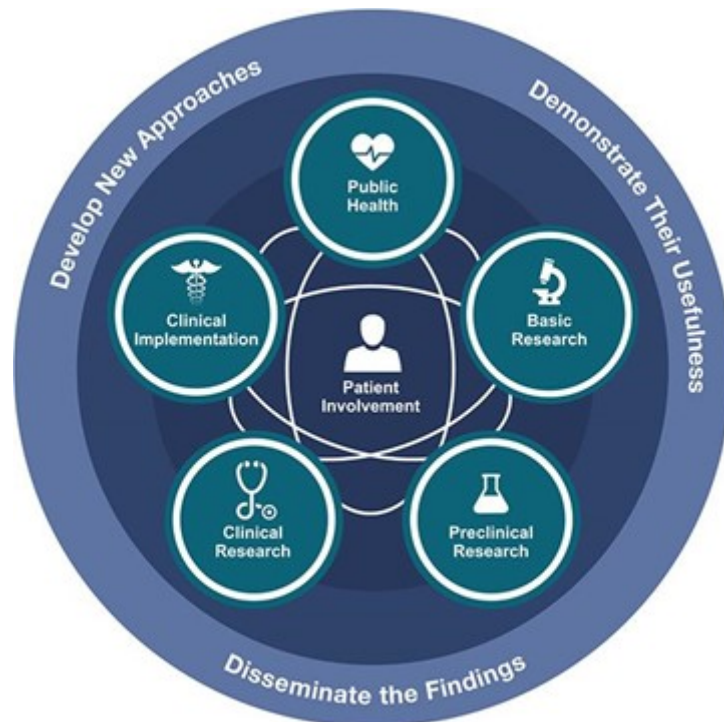 Develop New Approaches
Demonstrate Their Usefulness
Public
Health
Clinical
Implementation
Basic
Research
Patient
Involvement
Clinical
Research
Preclinical
Research
Disseminate the Findings